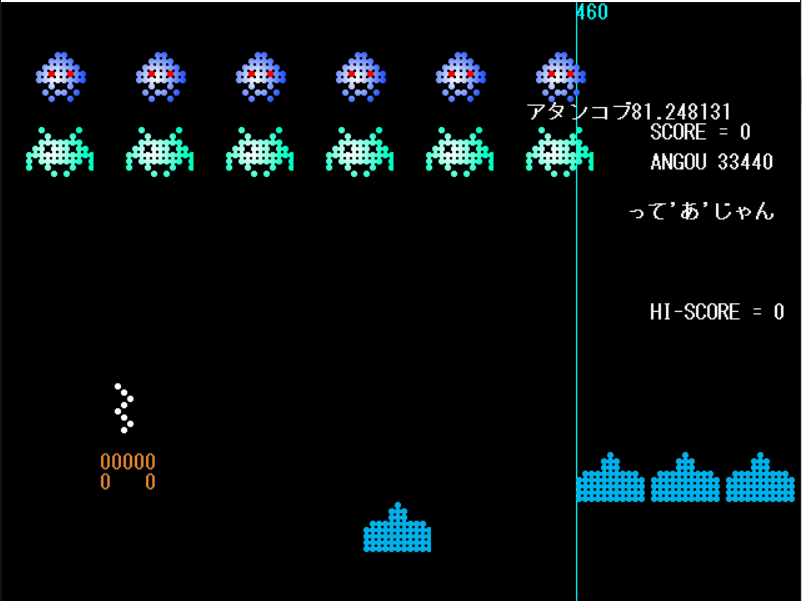 460
アタンコブ81.248131
SCORE = 0
ANGOU 33440
って'あ'じゃん
HI-SCORE = 0
00000
0 0